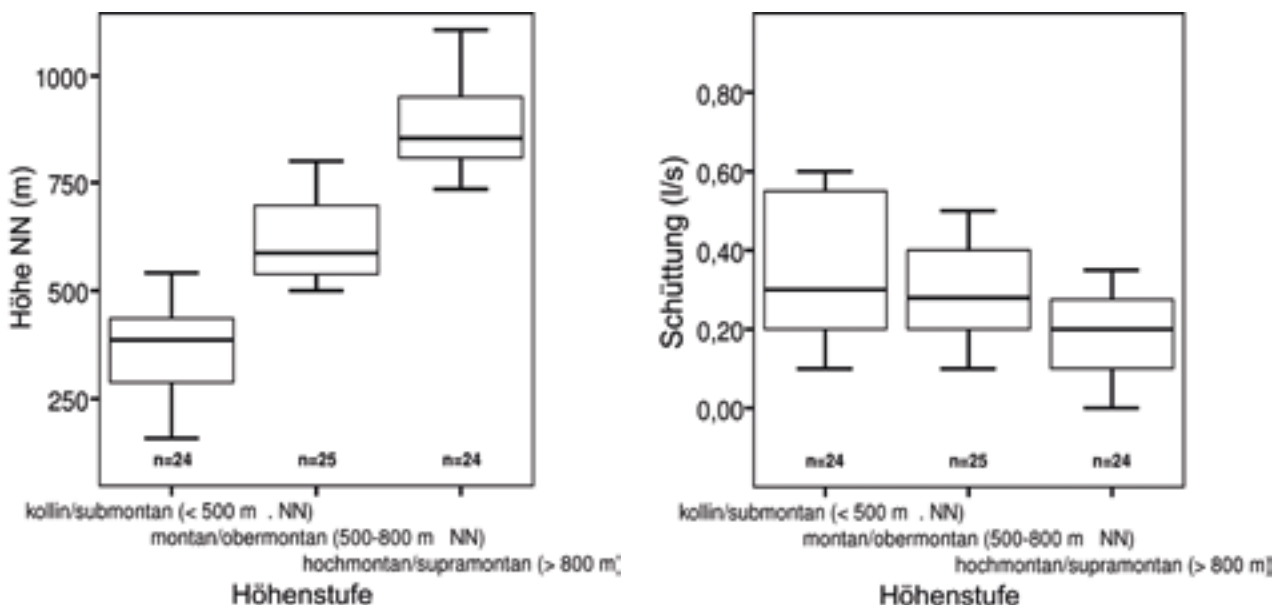 Höhe NN (m)
1000
750
500
250
n=24
n=25
n=24
kollin/submontan (< 500 m . NN)
montan/obermontan (500-800 m NN)
hochmontan/supramontan (> 800 m)
Höhenstufe
Schüttung (l/s)
0,80
0,60
0,40
0,20
0,00
n=24
n=25
n=24
kollin/submontan (< 500 m . NN)
montan/obermontan (500-800 m NN)
hochmontan/supramontan (> 800 m)
Höhenstufe